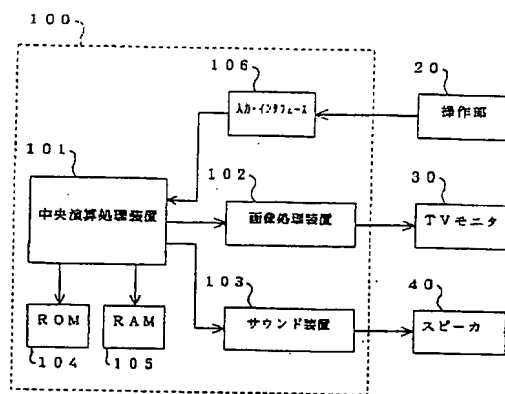 100
106
入力・インタフェース
20
操作部
101
中央演算処理装置
102
画像処理装置
30
TVモニタ
103
サウンド装置
40
スピーカ
ROM
104
RAM
105